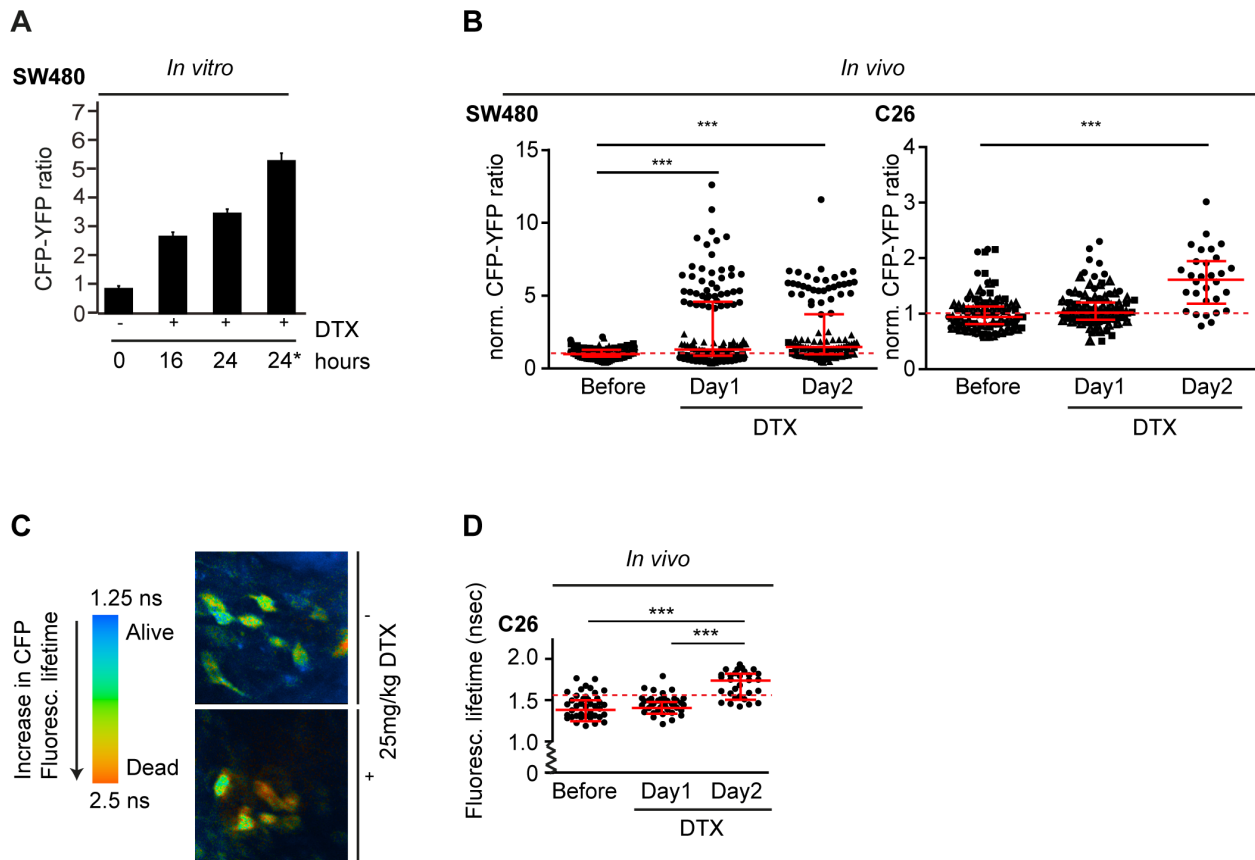 A
In vitro
SW480
CFP-YFP ratio
7
6
5
4
3
2
1
0
- + + + DTX
0 16 24 24* hours
B
In vivo
SW480
norm. CFP-YFP ratio
15
10
5
0
***
***
Before Day1 Day2
DTX
C26
norm. CFP-YFP ratio
4
3
2
1
0
***
Before Day1 Day2
DTX
C
Increase in CFP
Fluoresc. lifetime
1.25 ns
Alive
Dead
2.5 ns
-
+
25mg/kg DTX
D
In vivo
C26
Fluoresc. lifetime (nsec)
2.0
1.5
1.0
0
***
***
Before Day1 Day2
DTX